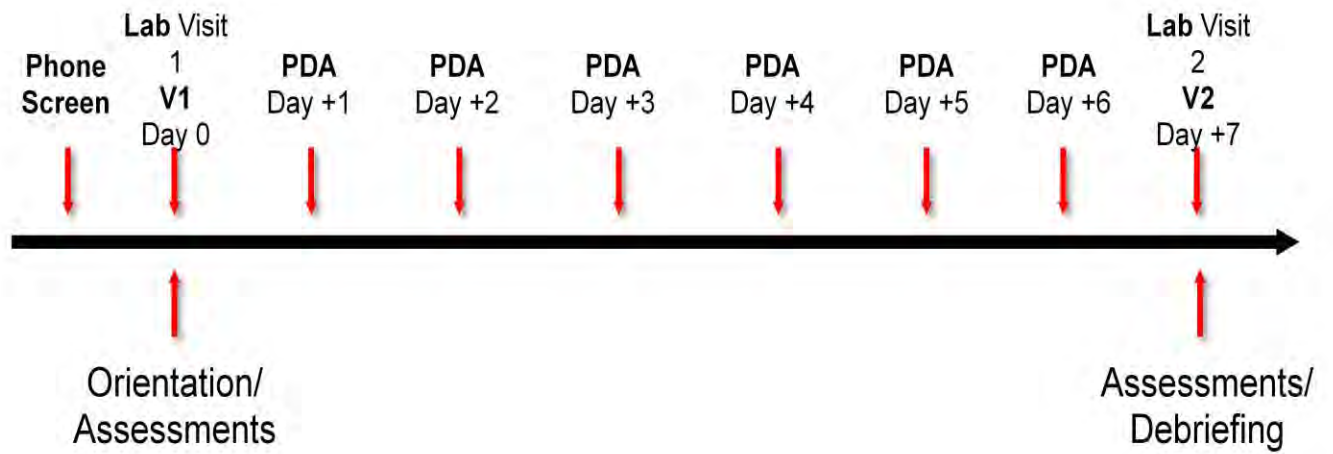 Phone
Screen
Lab Visit
1
V1
Day 0
PDA
Day +1
PDA
Day +2
PDA
Day +3
PDA
Day +4
PDA
Day +5
PDA
Day +6
Lab Visit
2
V2
Day +7
Orientation/
Assessments
Assessments/
Debriefing